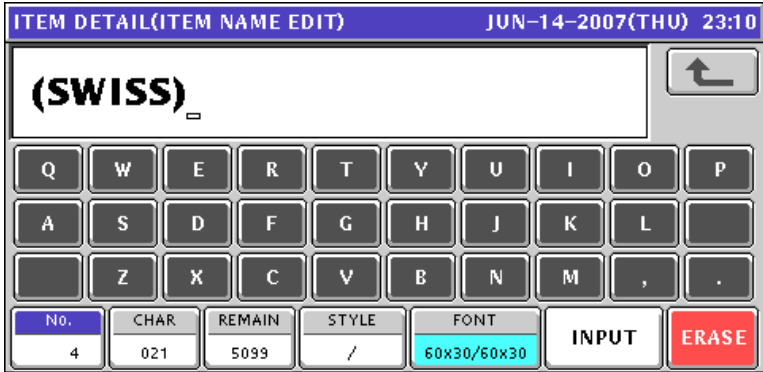 ITEM DETAIL(ITEM NAME EDIT) JUN-14-2007(THU) 23:10
(SWISS)
Q W E R T Y U I O P
A S D F G H J K L
Z X C V B N M , .
No. CHAR REMAIN STYLE FONT INPUT ERASE
4 021 5099 / 60x30/60x30